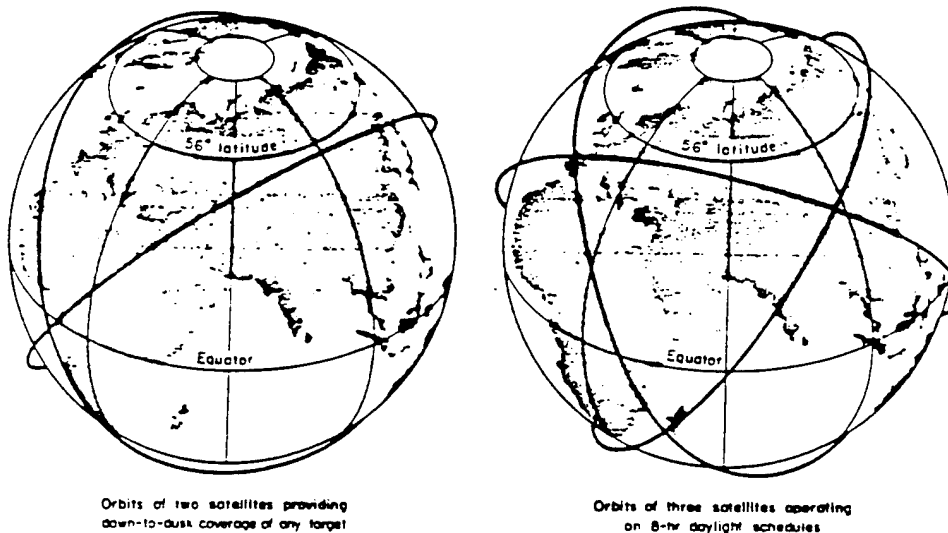 56° latitude
Equator
Orbits of two satellites providing
down-to-dusk coverage of any target
56° latitude
Equator
Orbits of three satellites operating
on 8-hr daylight schedules